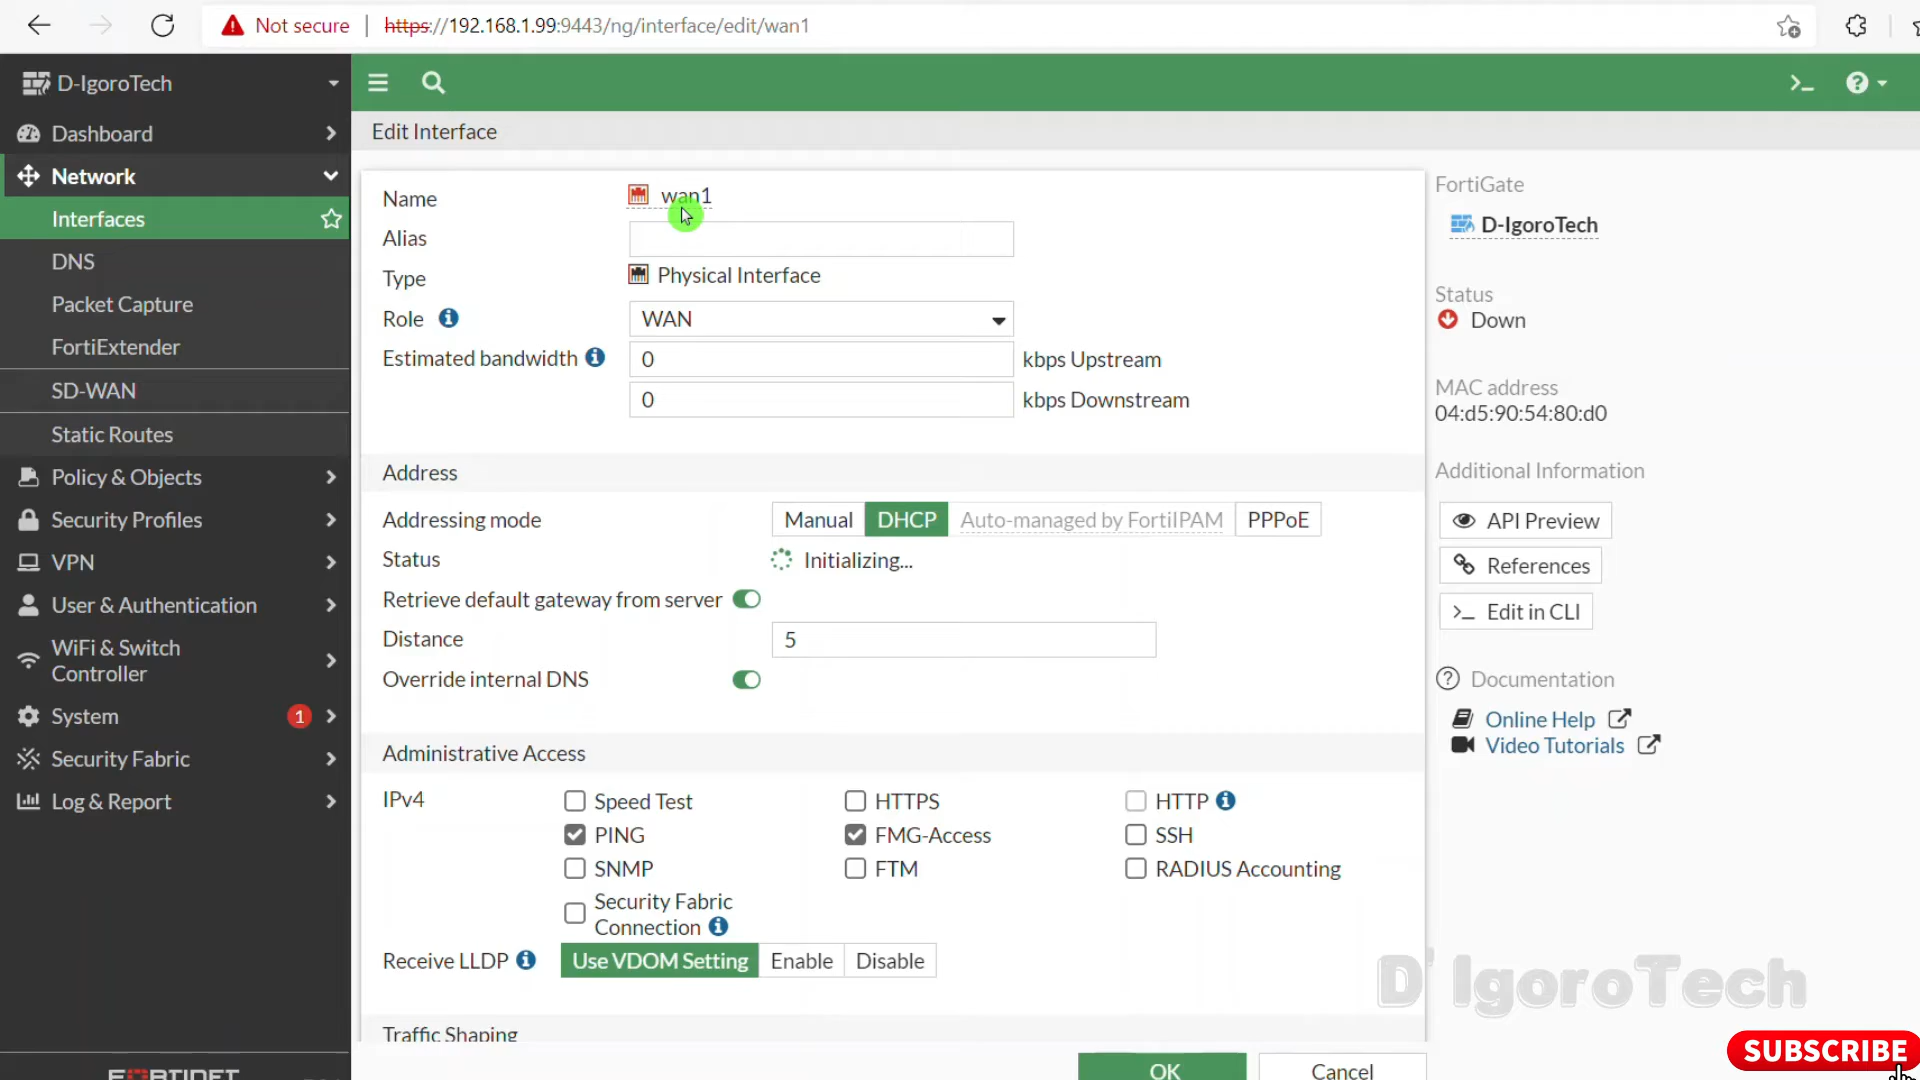 Not secure | https://192.168.1.99:9443/ng/interface/edit/wan1
D-IgoroTech
Dashboard
Network
Interfaces
DNS
Packet Capture
FortiExtender
SD-WAN
Static Routes
Policy & Objects
Security Profiles
VPN
User & Authentication
WiFi & Switch
Controller
System 1
Security Fabric
Log & Report
FORTINET
>_ ?
Edit Interface
Name wan1
Alias
Type Physical Interface
Role WAN
Estimated bandwidth 0 kbps Upstream
0 kbps Downstream
Address
Addressing mode Manual DHCP Auto-managed by FortiIPAM PPPoE
Status Initializing...
Retrieve default gateway from server
Distance 5
Override internal DNS
Administrative Access
IPv4 Speed Test HTTPS HTTP
PING FMG-Access SSH
SNMP FTM RADIUS Accounting
Security Fabric
Connection
Receive LLDP Use VDOM Setting Enable Disable
Traffic Shaping
OK Cancel
FortiGate
D-IgoroTech
Status
Down
MAC address
04:d5:90:54:80:d0
Additional Information
API Preview
References
>_ Edit in CLI
? Documentation
Online Help
Video Tutorials
D' IgoroTech
SUBSCRIBE